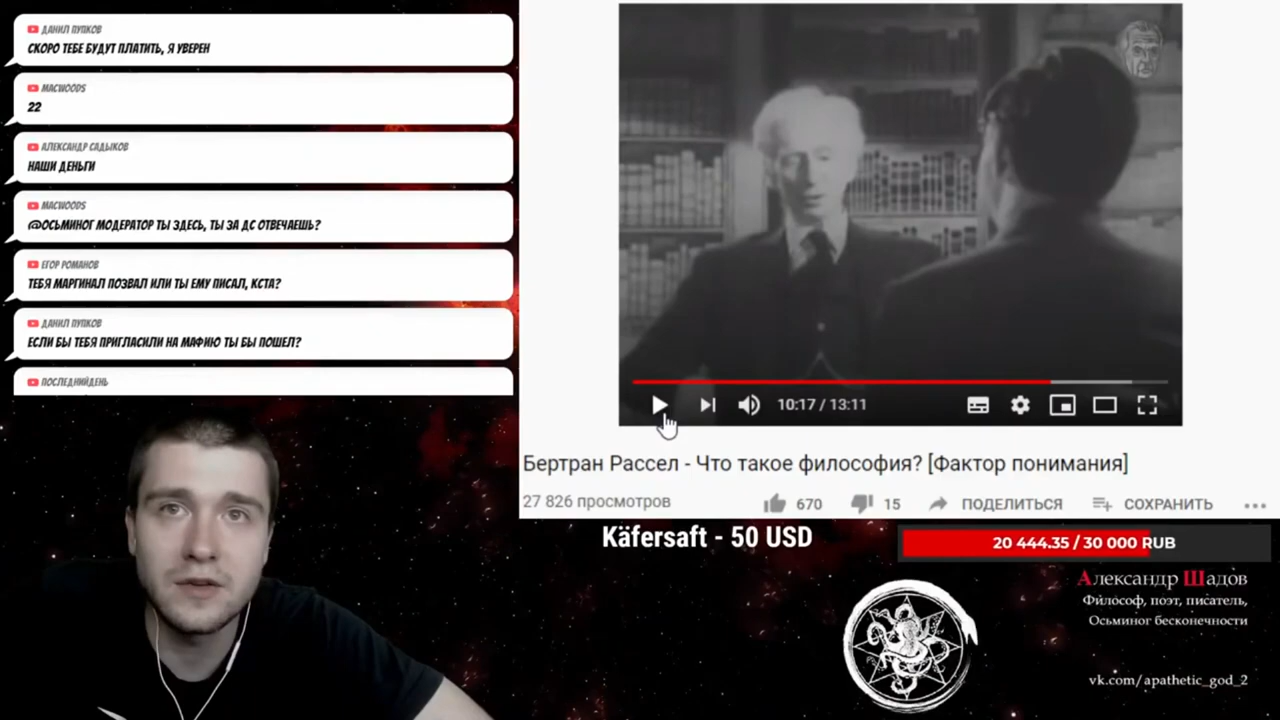 ДАНИЛ ПУПКОВ
СКОРО ТЕБЕ БУДУТ ПЛАТИТЬ, Я УВЕРЕН
MACWOODS
22
АЛЕКСАНДР САДЫКОВ
НАШИ ДЕНЬГИ
MACWOODS
@ОСЬМИНОГ МОДЕРАТОР ТЫ ЗДЕСЬ, ТЫ ЗА ДС ОТВЕЧАЕШЬ?
ЕГОР РОМАНОВ
ТЕБЯ МАРГИНАЛ ПОЗВАЛ ИЛИ ТЫ ЕМУ ПИСАЛ, КСТА?
ДАНИЛ ПУПКОВ
ЕСЛИ БЫ ТЕБЯ ПРИГЛАСИЛИ НА МАФИЮ ТЫ БЫ ПОШЕЛ?
ПОСЛЕДНИЙДЕНЬ
10:17 / 13:11
Бертран Рассел - Что такое философия? [Фактор понимания]
27 826 просмотров
670
15
ПОДЕЛИТЬСЯ
СОХРАНИТЬ
Käfersaft - 50 USD
20 444.35 / 30 000 RUB
Александр Шадов
Философ, поэт, писатель,
Осьминог бесконечности
vk.com/apathetic_god_2